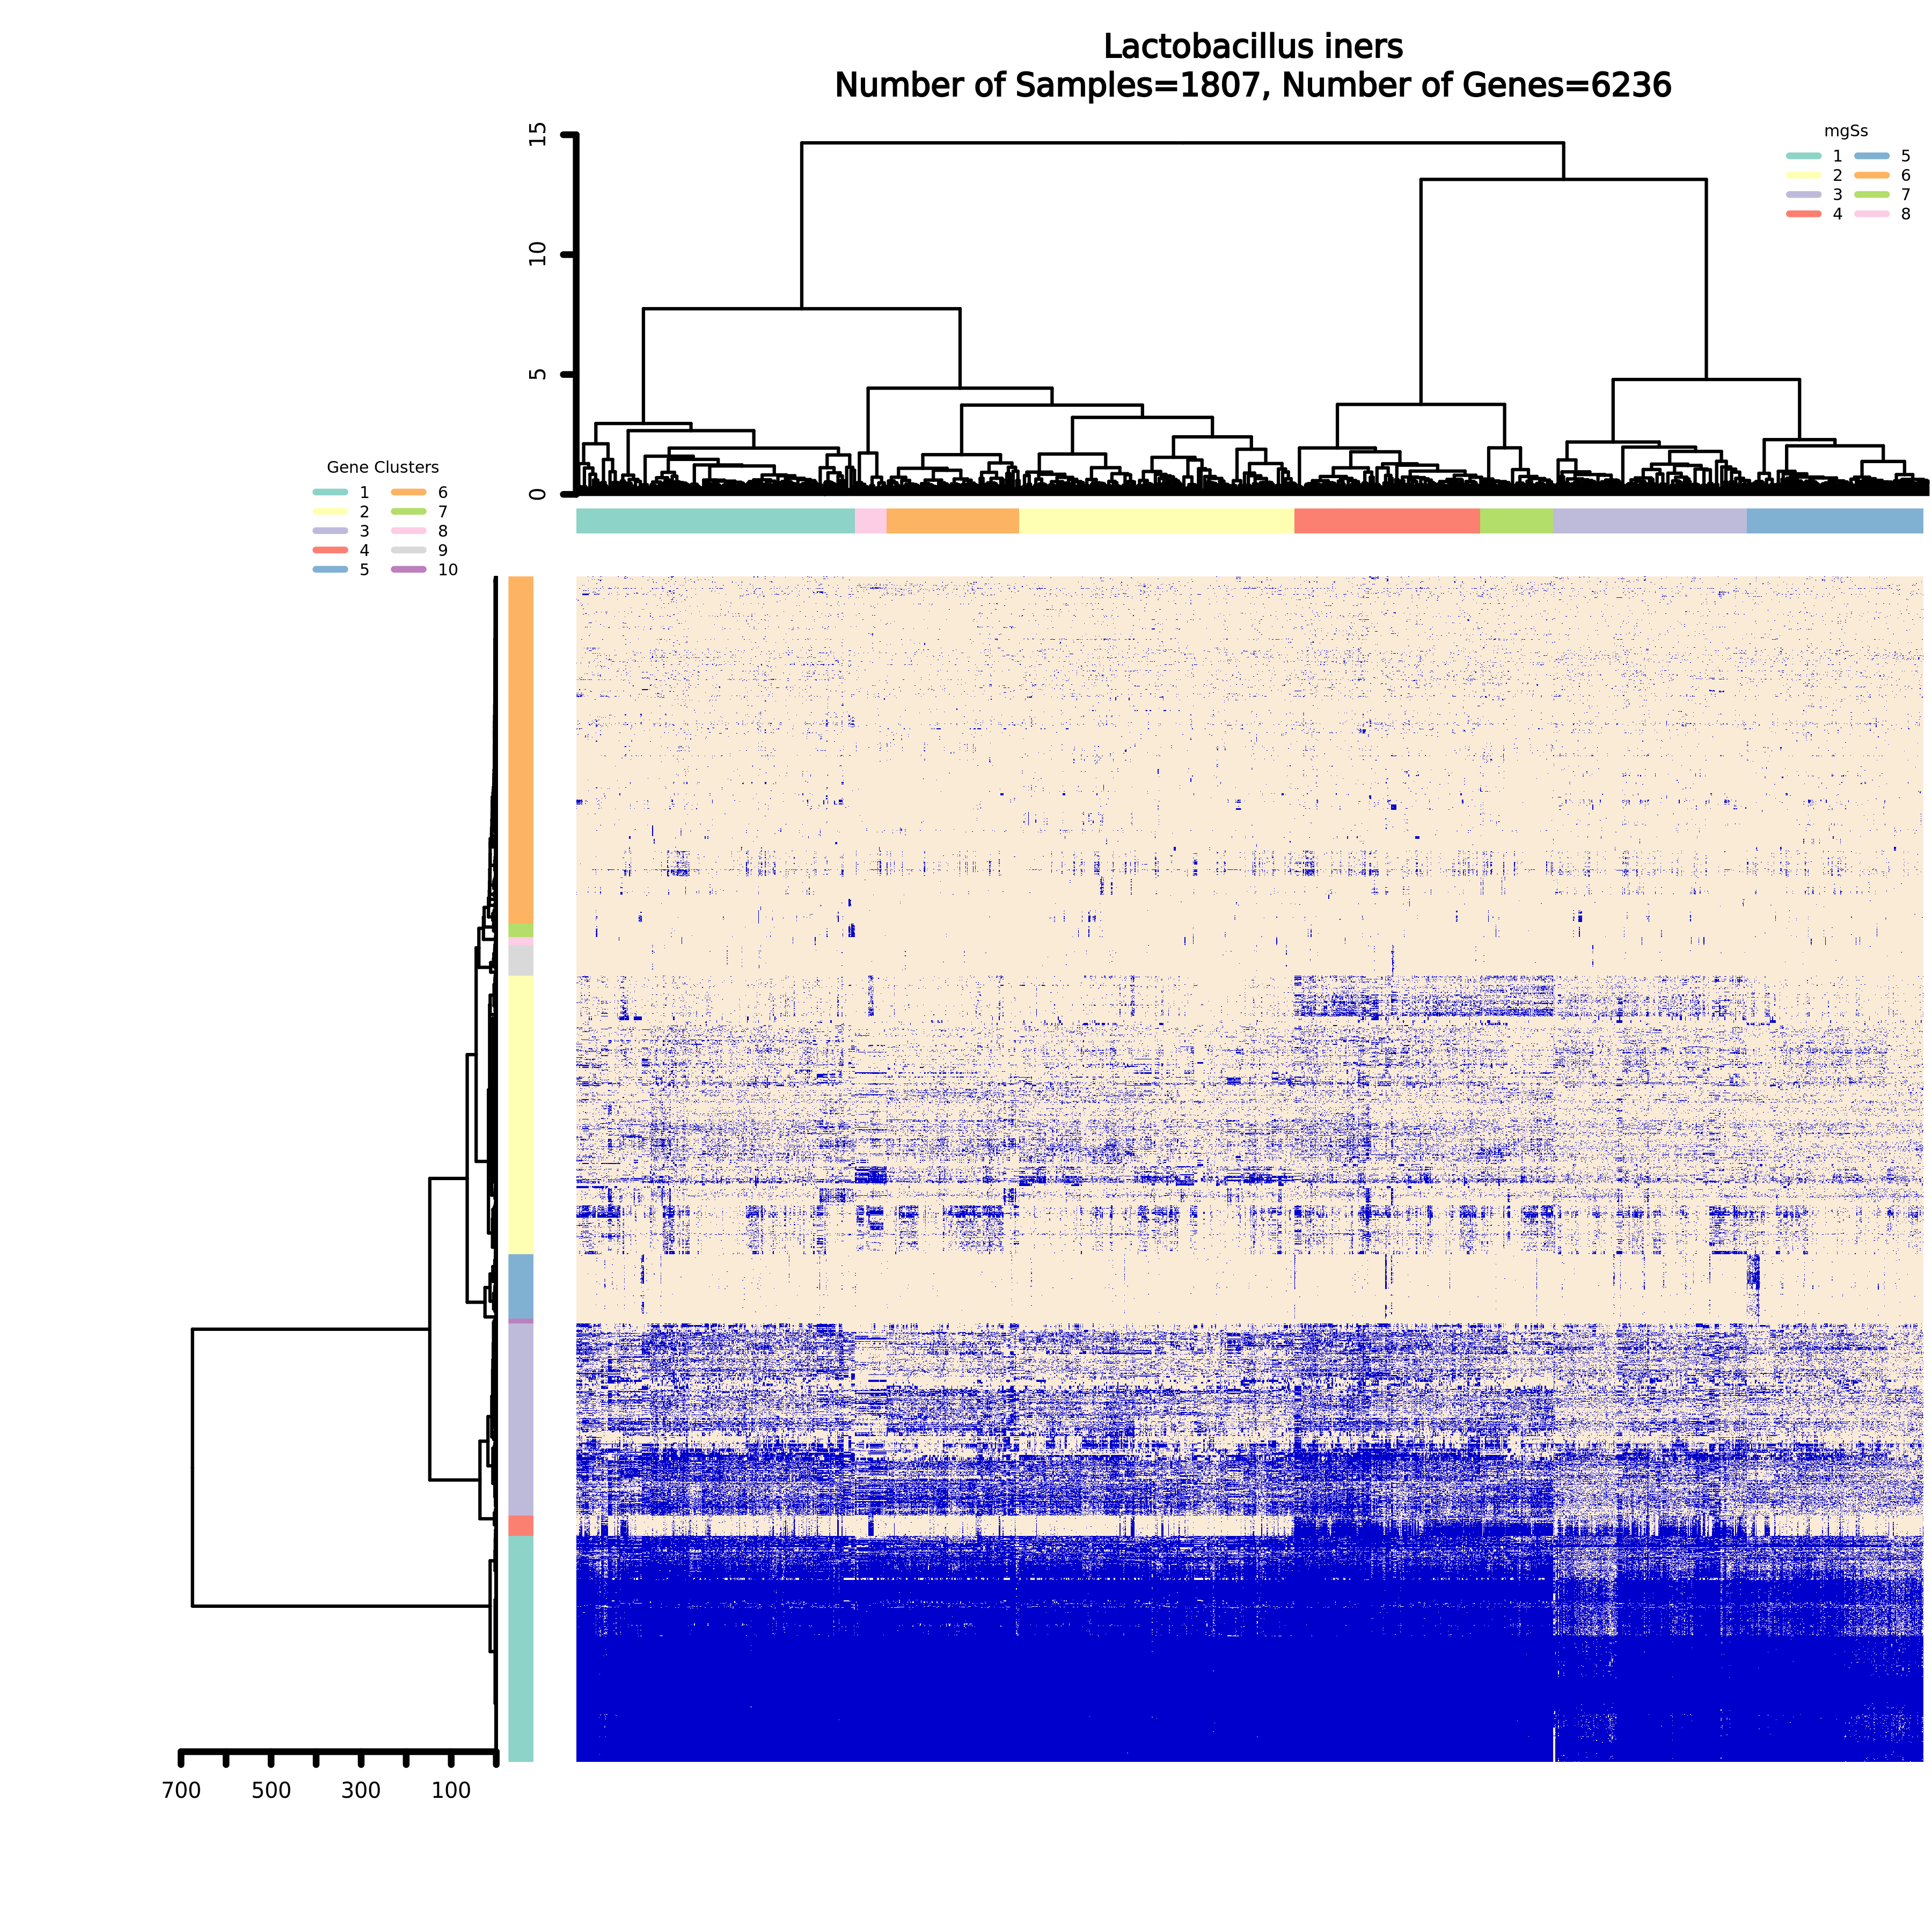 Lactobacillus iners
Number of Samples=1807, Number of Genes=6236
mgSs
1 5
2 6
3 7
4 8
15
10
5
0
Gene Clusters
1 6
2 7
3 8
4 9
5 10
700 500 300 100